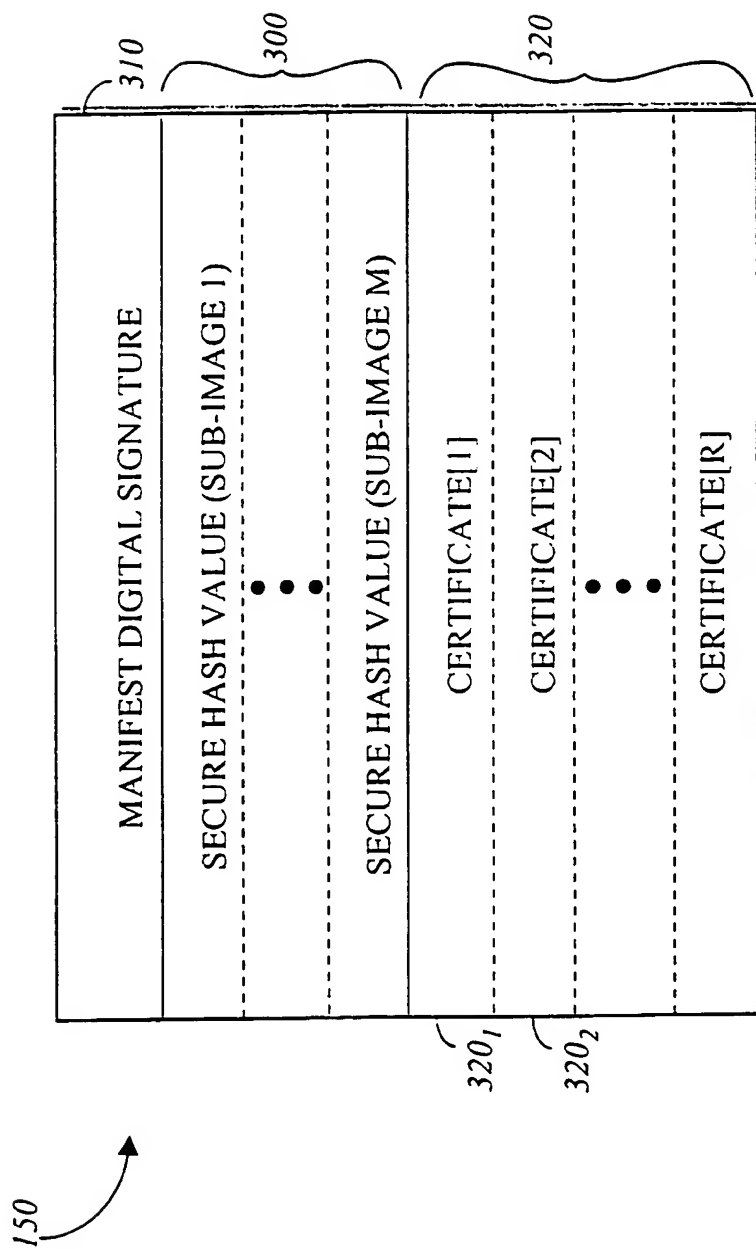 150
310
MANIFEST DIGITAL SIGNATURE
SECURE HASH VALUE (SUB-IMAGE 1)
300
SECURE HASH VALUE (SUB-IMAGE M)
320₁
CERTIFICATE[1]
320₂
CERTIFICATE[2]
320
CERTIFICATE[R]